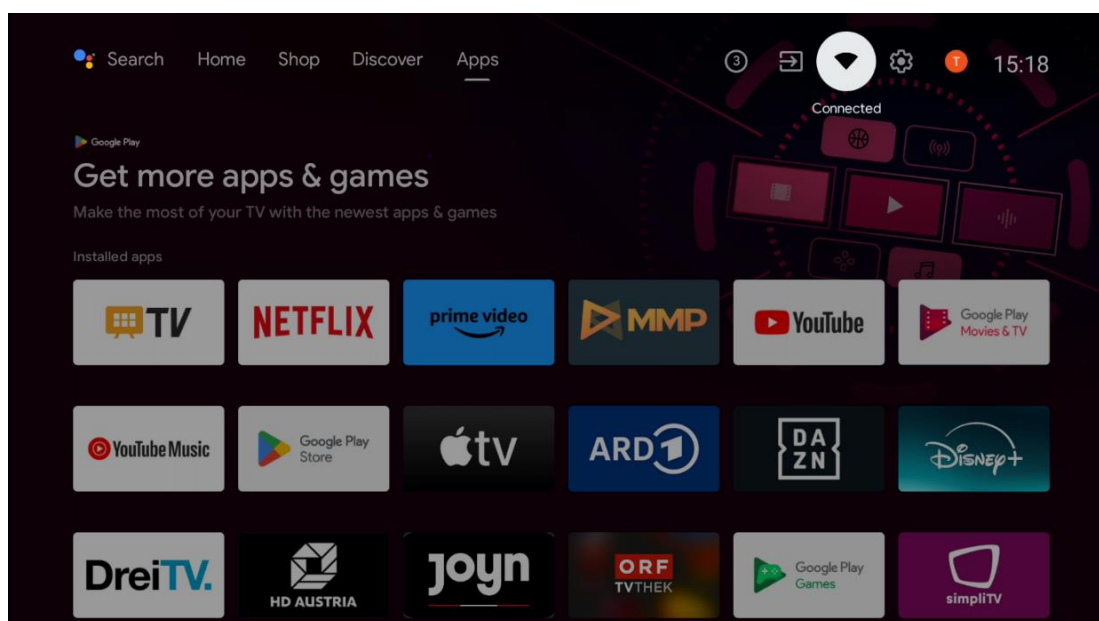 Search Home Shop Discover Apps 3 T 15:18
Connected
Google Play
Get more apps & games
Make the most of your TV with the newest apps & games
Installed apps
TV NETFLIX prime video MMP YouTube Google Play
Movies & TV
YouTube Music Google Play
Store
tv ARD 1 DA
ZN
Disney+
DreiTV. HD AUSTRIA joyn ORF
TVTHEK
Google Play
Games
simpliTV